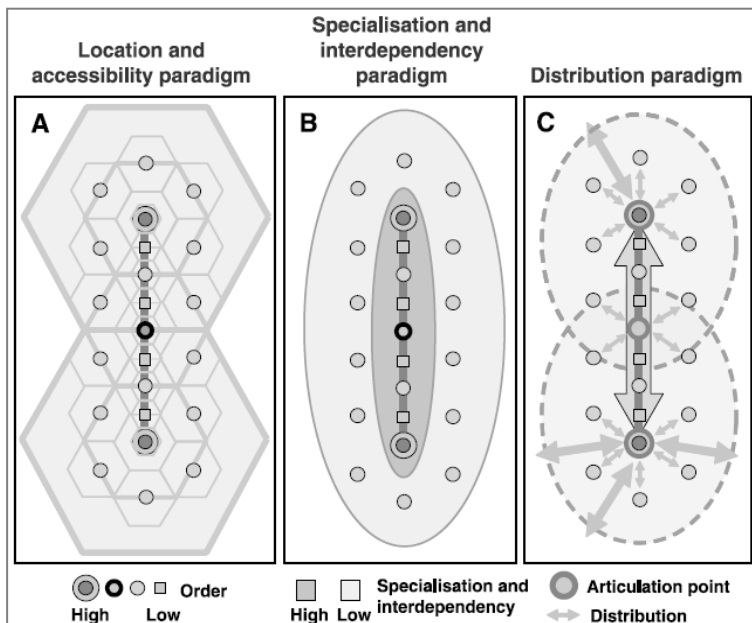 Location and
accessibility paradigm
Specialisation and
interdependency
paradigm
Distribution paradigm
A
B
C
Order
High
Low
High
Low
Specialisation and
interdependency
Articulation point
Distribution